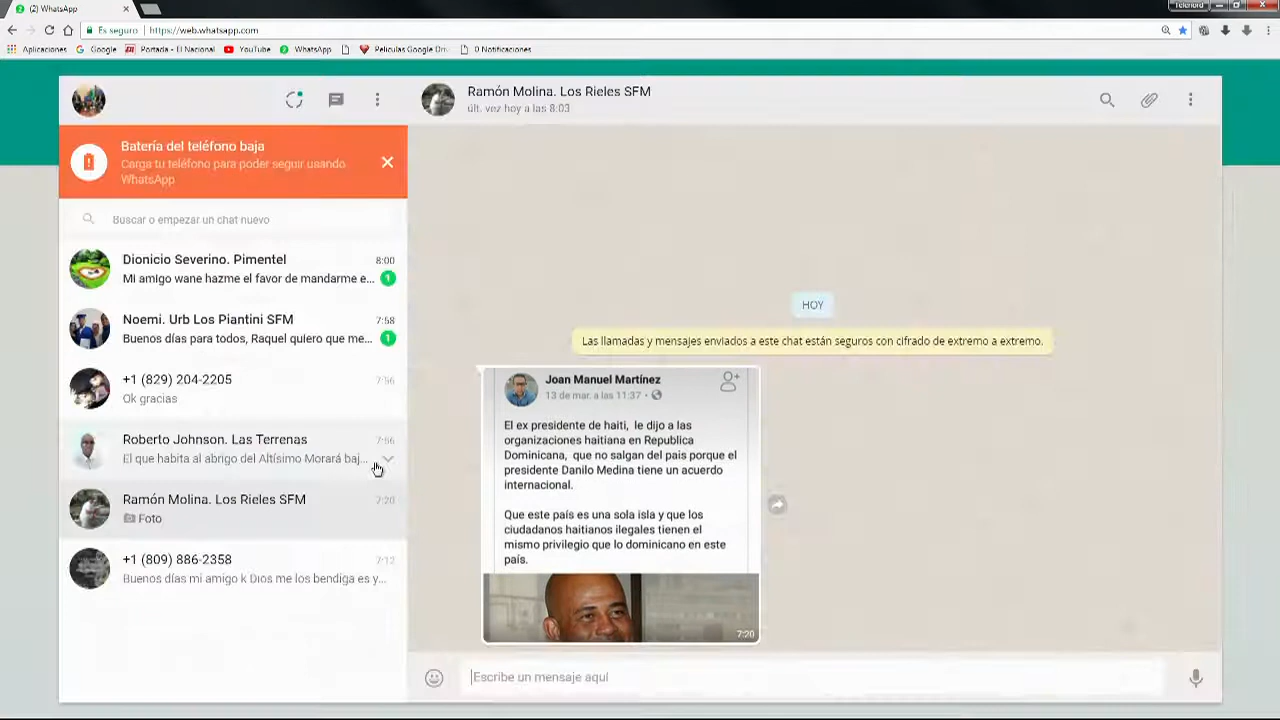 (2) WhatsApp
Telenord
Es seguro
https://web.whatsapp.com
Aplicaciones
Google
Portada - El Nacional
YouTube
WhatsApp
Peliculas Google Dri
0 Notificaciones
Batería del teléfono baja
Carga tu teléfono para poder seguir usando
WhatsApp
Buscar o empezar un chat nuevo
Dionicio Severino. Pimentel
8:00
Mi amigo wane hazme el favor de mandarme e...
1
Noemi. Urb Los Piantini SFM
7:58
Buenos días para todos, Raquel quiero que me...
1
+1 (829) 204-2205
7:56
Ok gracias
Roberto Johnson. Las Terrenas
7:56
El que habita al abrigo del Altísimo Morará baj...
Ramón Molina. Los Rieles SFM
7:20
Foto
+1 (809) 886-2358
7:12
Buenos días mi amigo k Dios me los bendiga es y...
Ramón Molina. Los Rieles SFM
últ. vez hoy a las 8:03
HOY
Las llamadas y mensajes enviados a este chat están seguros con cifrado de extremo a extremo.
Joan Manuel Martínez
13 de mar. a las 11:37 •
El ex presidente de haiti, le dijo a las
organizaciones haitiana en Republica
Dominicana, que no salgan del pais porque el
presidente Danilo Medina tiene un acuerdo
internacional.
Que este país es una sola isla y que los
ciudadanos haitianos ilegales tienen el
mismo privilegio que lo dominicano en este
país.
7:20
Escribe un mensaje aquí